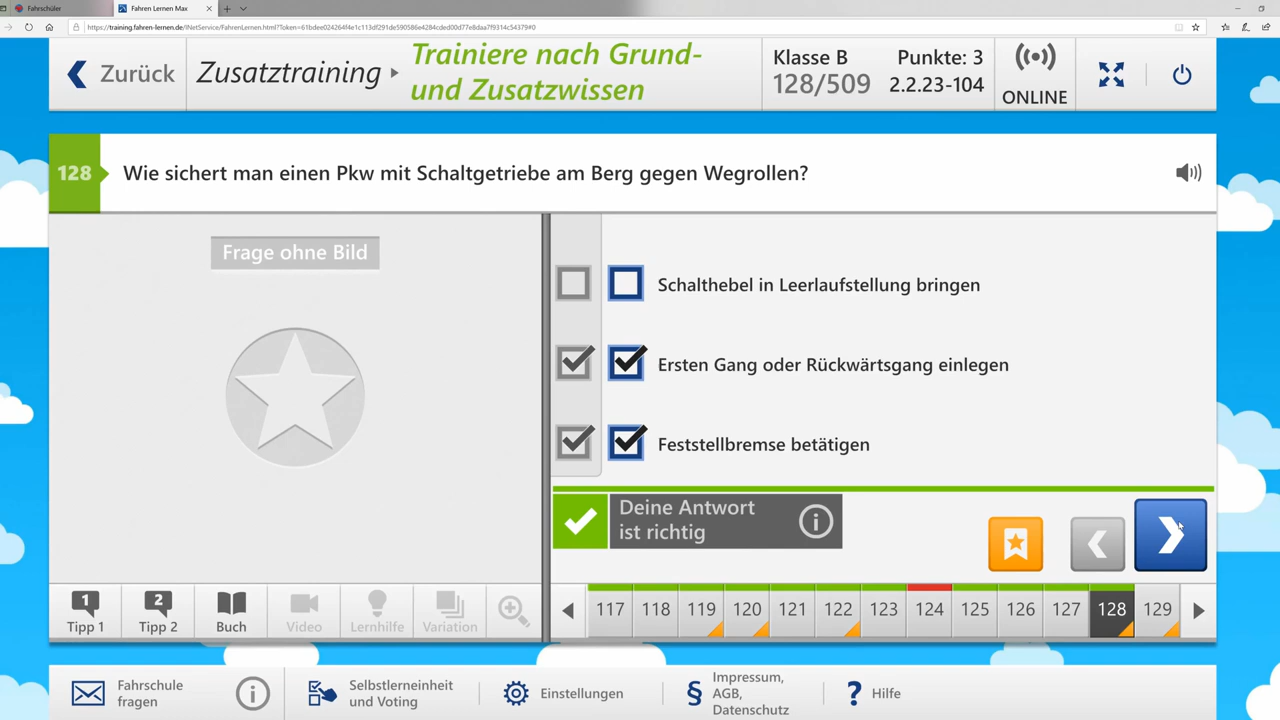 Fahrschüler
Fahren Lernen Max
https://training.fahren-lernen.de/INetService/FahrenLernen.html?Token=61bdee024264f4e1c113df291de590586e4284cded00d77e8daa7f9314c54379#0
Zurück
Zusatztraining
Trainiere nach Grund-
und Zusatzwissen
Klasse B
128/509
Punkte: 3
2.2.23-104
ONLINE
128
Wie sichert man einen Pkw mit Schaltgetriebe am Berg gegen Wegrollen?
Frage ohne Bild
Schalthebel in Leerlaufstellung bringen
Ersten Gang oder Rückwärtsgang einlegen
Feststellbremse betätigen
Deine Antwort
ist richtig
1
Tipp 1
2
Tipp 2
Buch
Video
Lernhilfe
Variation
117 118 119 120 121 122 123 124 125 126 127 128 129
Fahrschule
fragen
Selbstlerneinheit
und Voting
Einstellungen
§
Impressum,
AGB,
Datenschutz
?
Hilfe